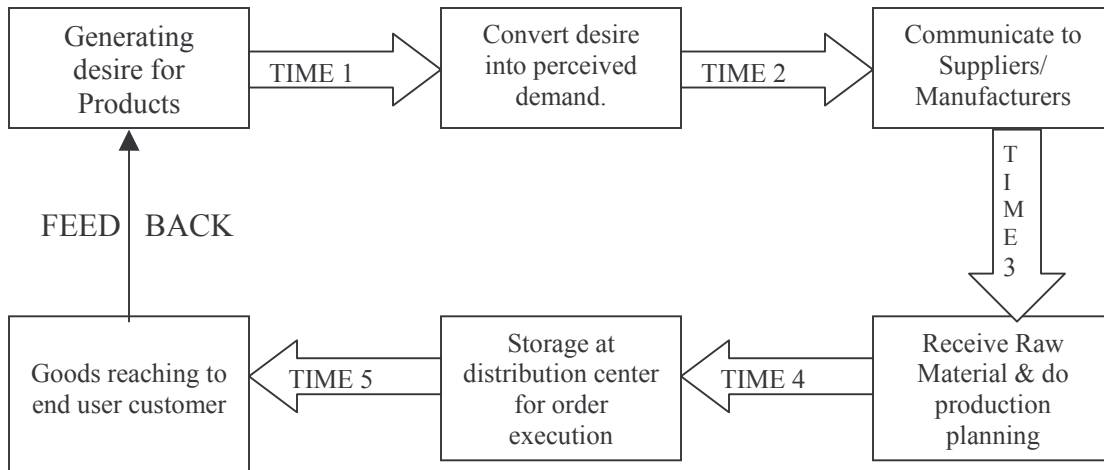 Generating
desire for
Products
TIME 1
Convert desire
into perceived
demand.
TIME 2
Communicate to
Suppliers/
Manufacturers
T
I
M
E
3
Receive Raw
Material & do
production
planning
TIME 4
Storage at
distribution center
for order
execution
TIME 5
Goods reaching to
end user customer
FEED BACK